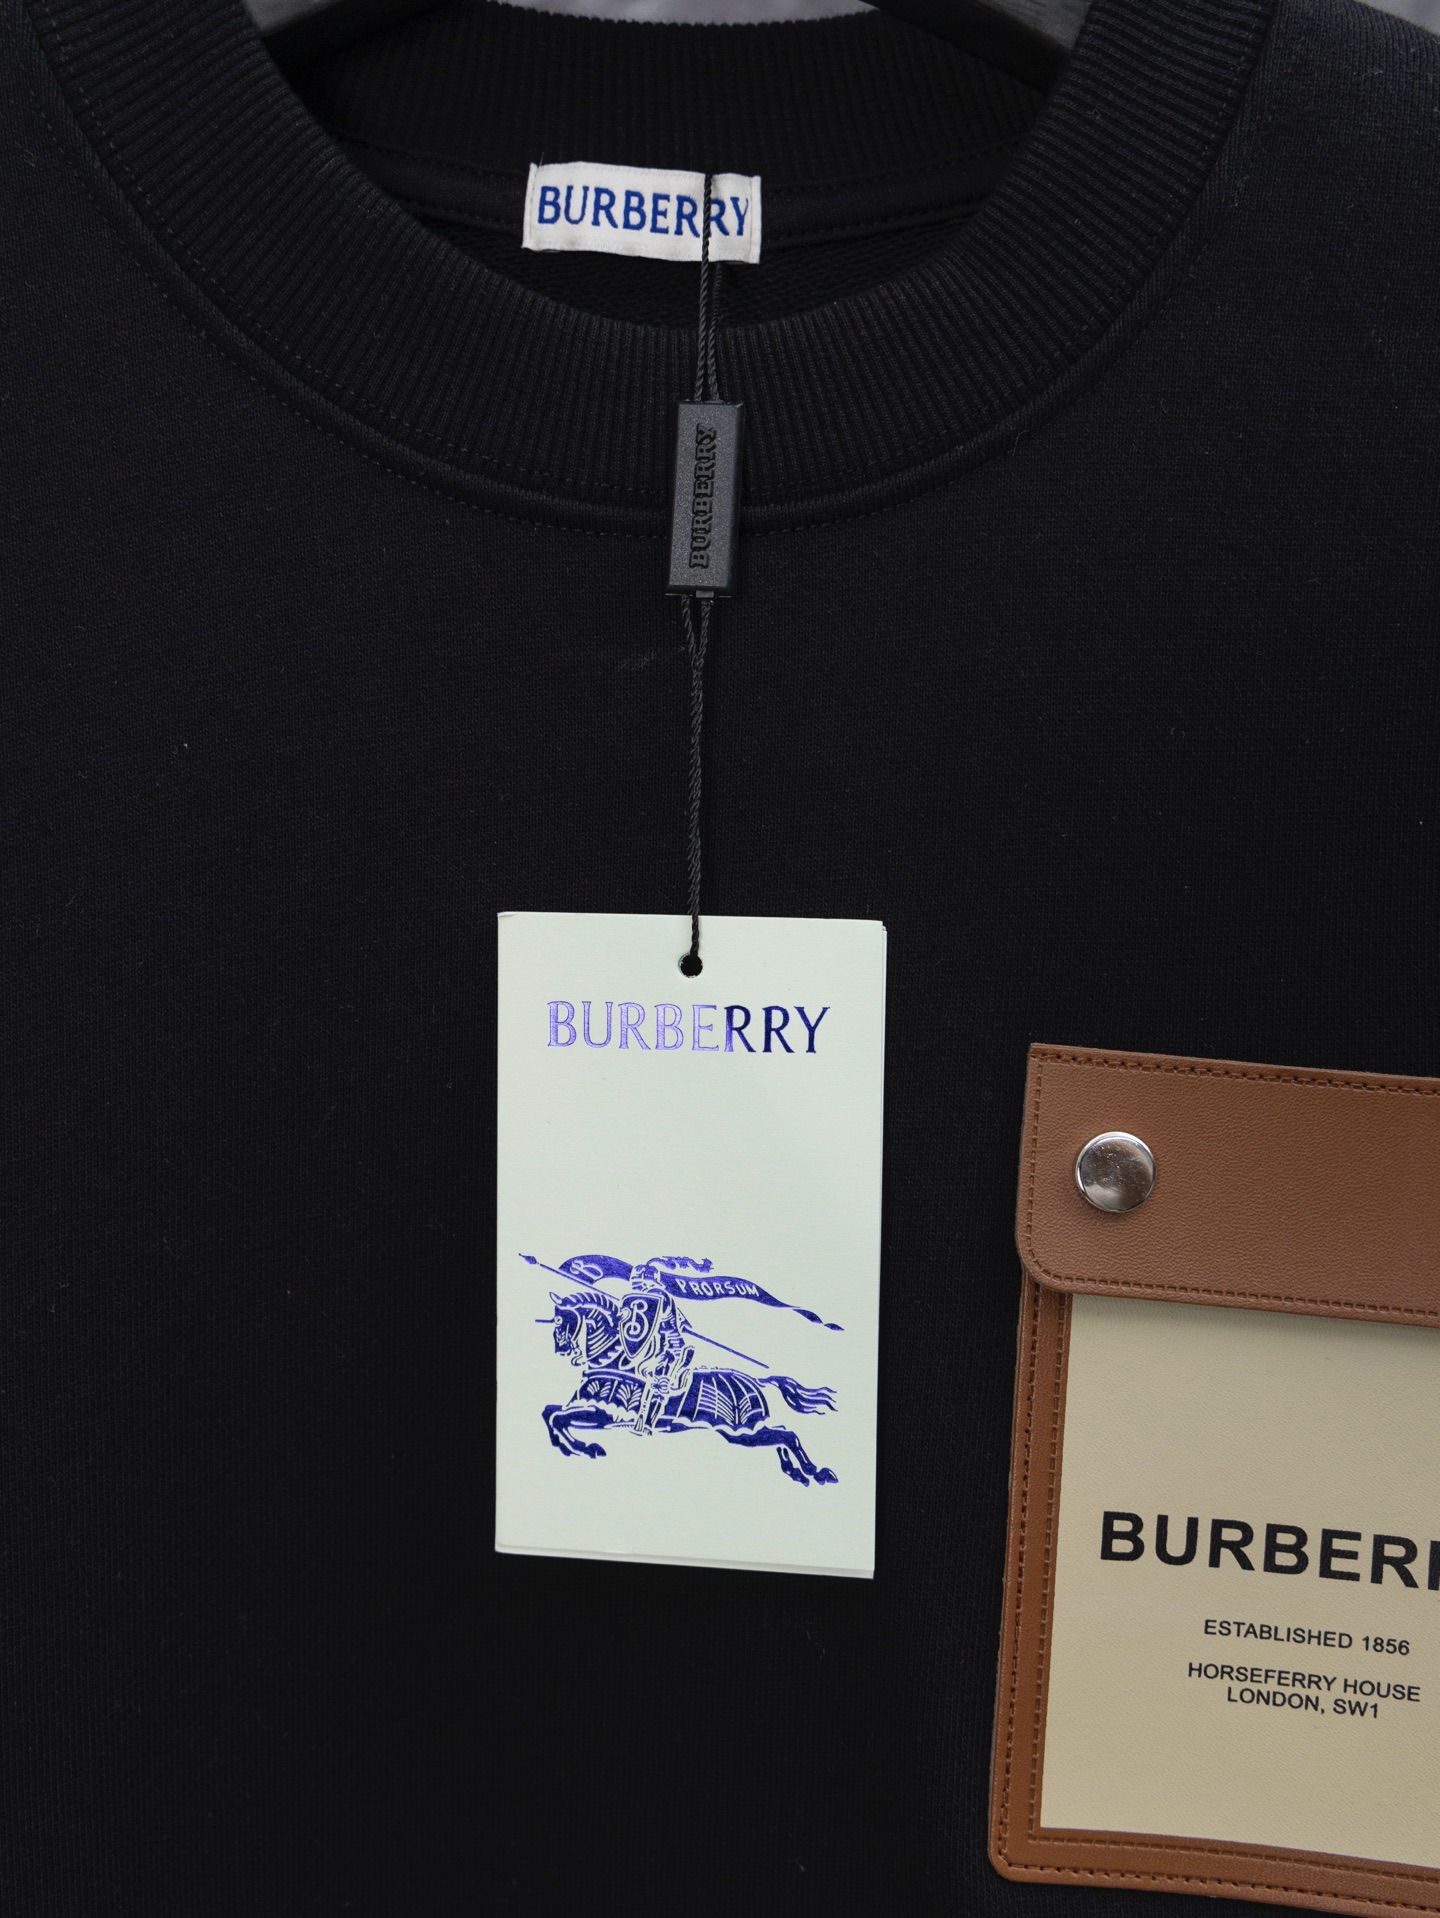 BURBERRY
BURBERRY
BURBERRY
B PRORSUM
B
BURBERR
ESTABLISHED 1856
HORSEFERRY HOUSE
LONDON, SW1